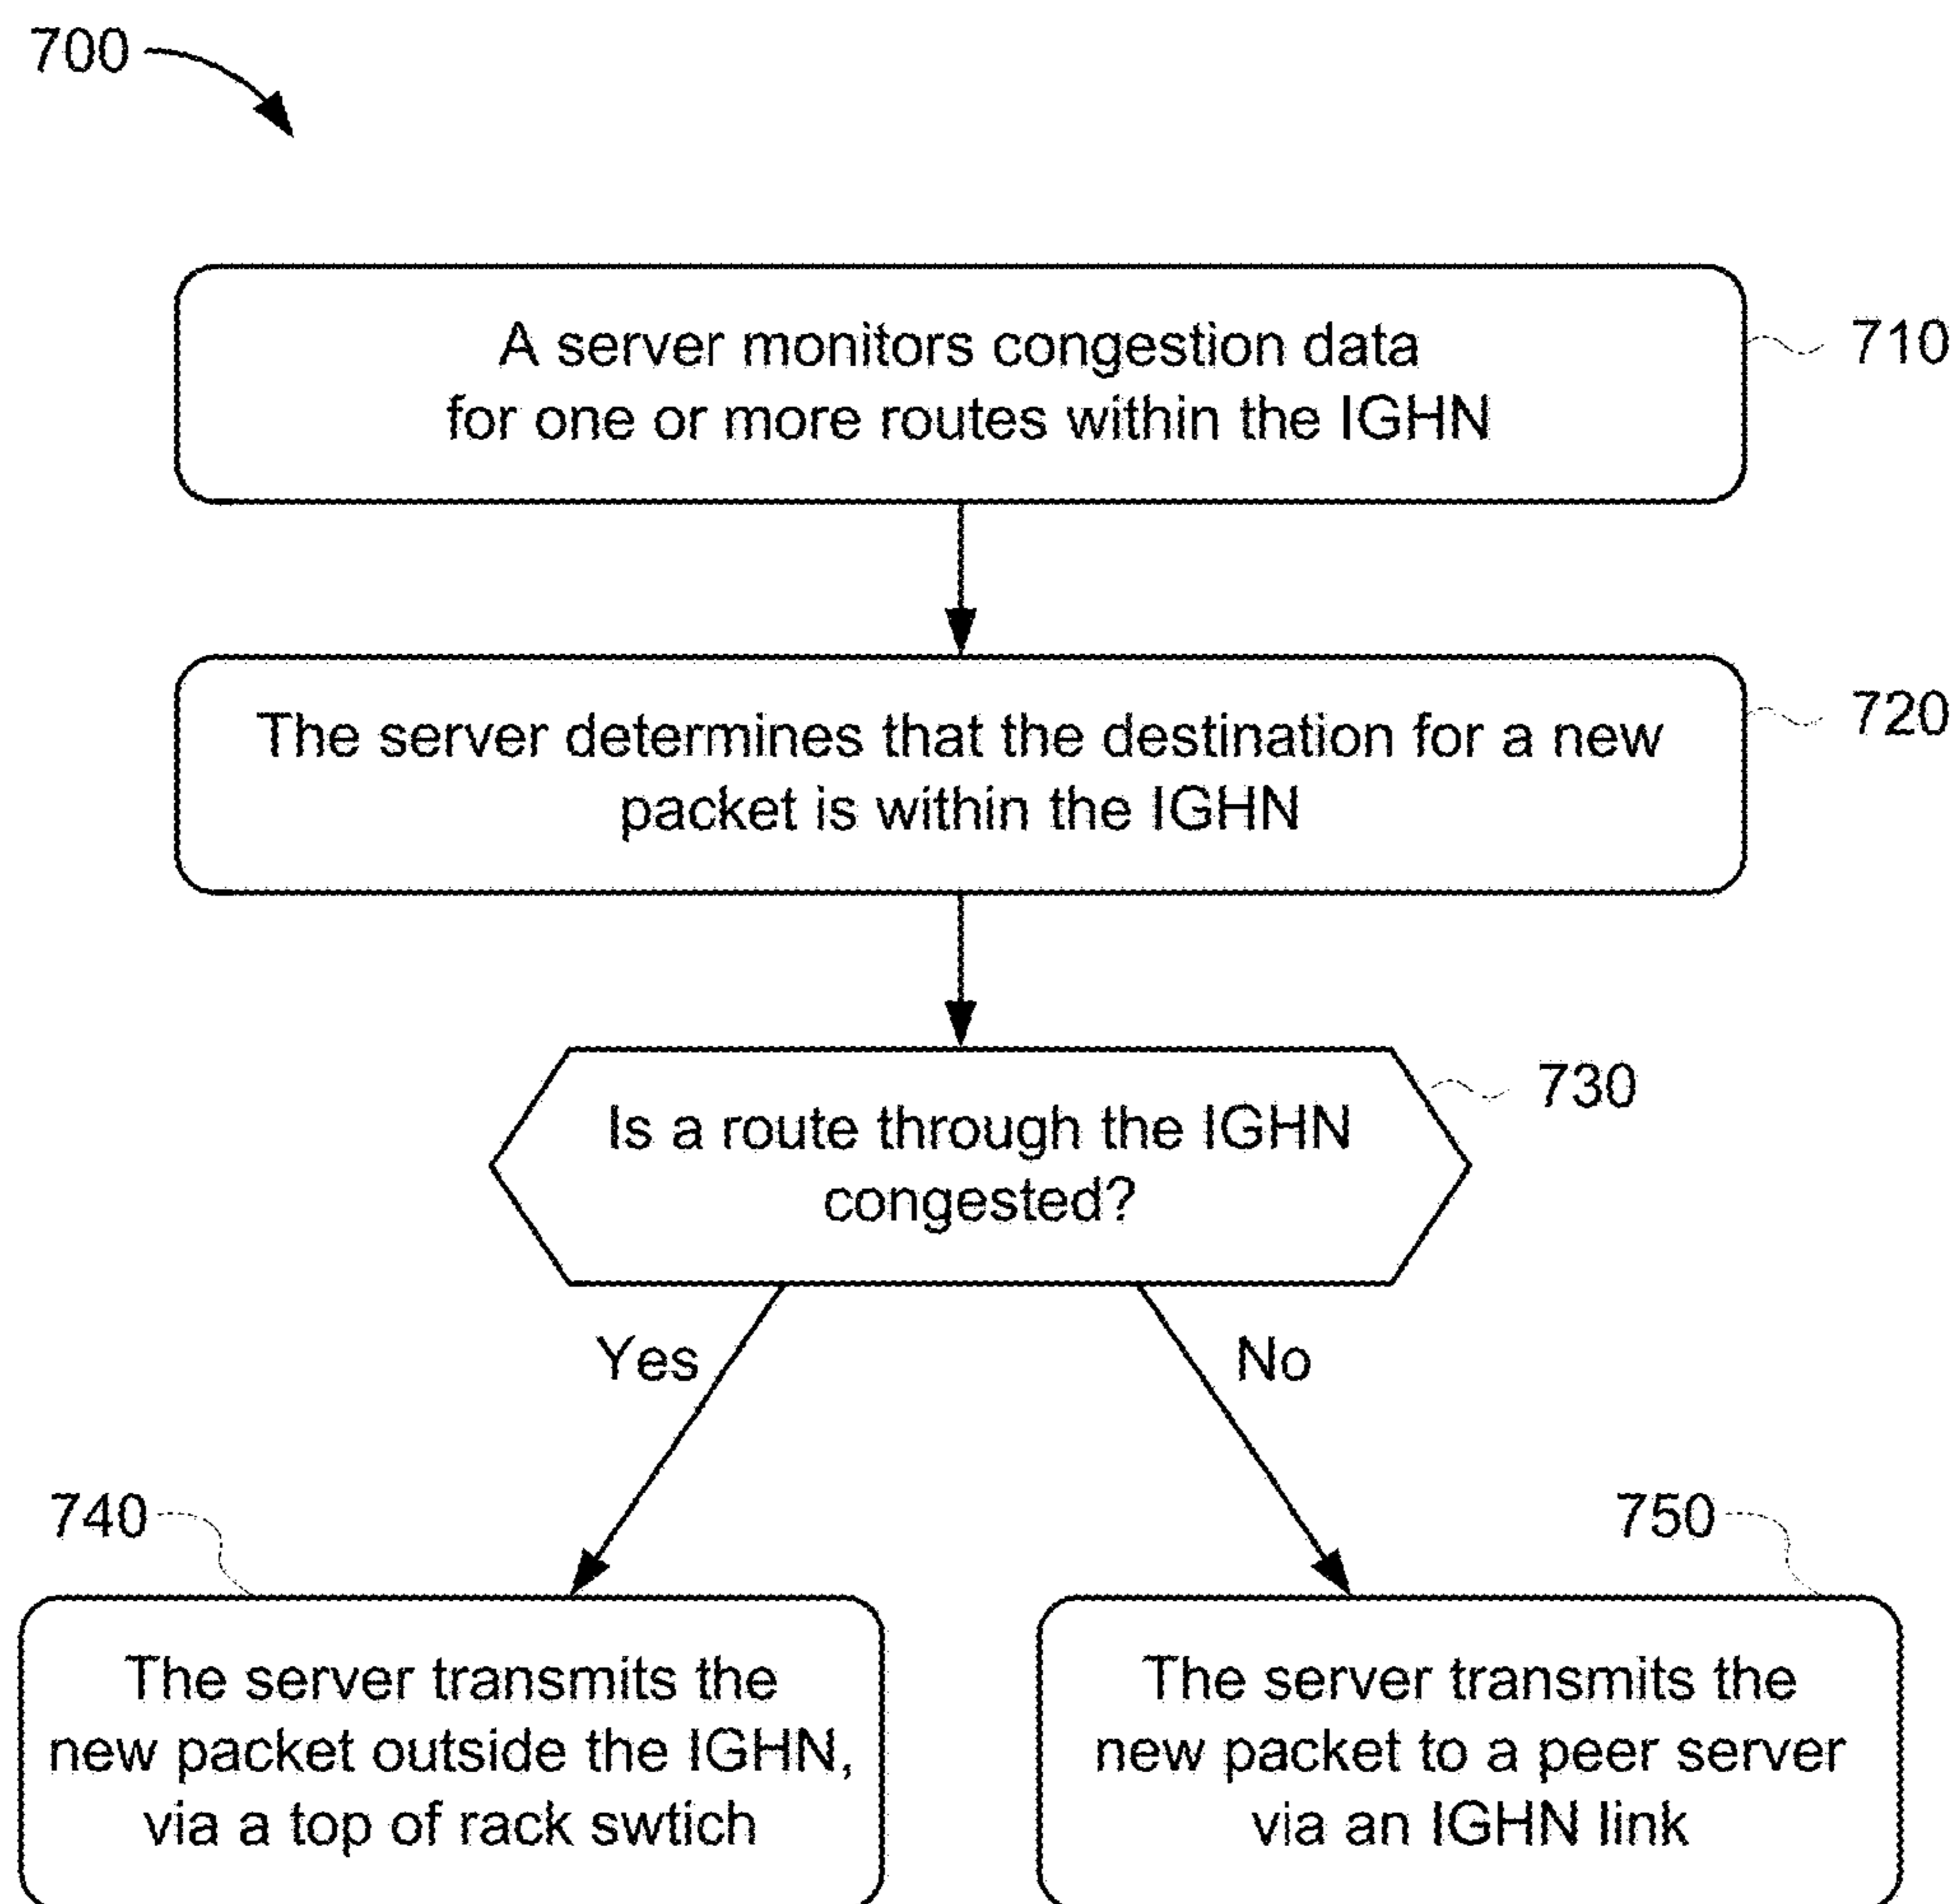 700
A server monitors congestion data
for one or more routes within the IGHN
710
The server determines that the destination for a new
packet is within the IGHN
720
Is a route through the IGHN
congested?
730
Yes
No
740
The server transmits the
new packet outside the IGHN,
via a top of rack swtich
750
The server transmits the
new packet to a peer server
via an IGHN link